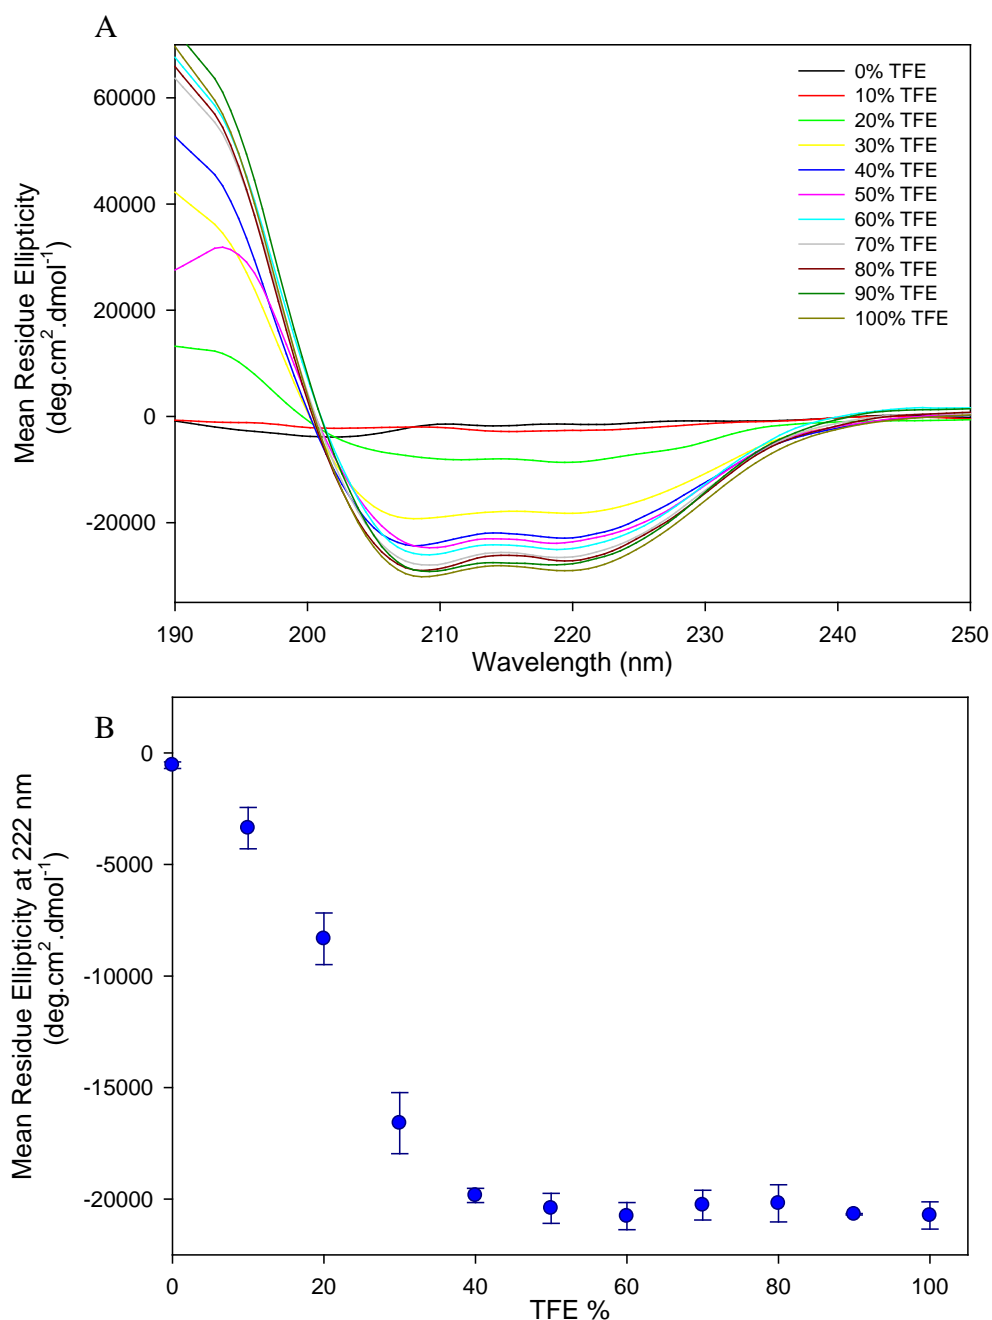 A
Mean Residue Ellipticity
(deg.cm².dmol⁻¹)
60000
40000
20000
0
-20000
0% TFE
10% TFE
20% TFE
30% TFE
40% TFE
50% TFE
60% TFE
70% TFE
80% TFE
90% TFE
100% TFE
190 200 210 220 230 240 250
Wavelength (nm)
B
Mean Residue Ellipticity at 222 nm
(deg.cm².dmol⁻¹)
0
-5000
-10000
-15000
-20000
0 20 40 60 80 100
TFE %